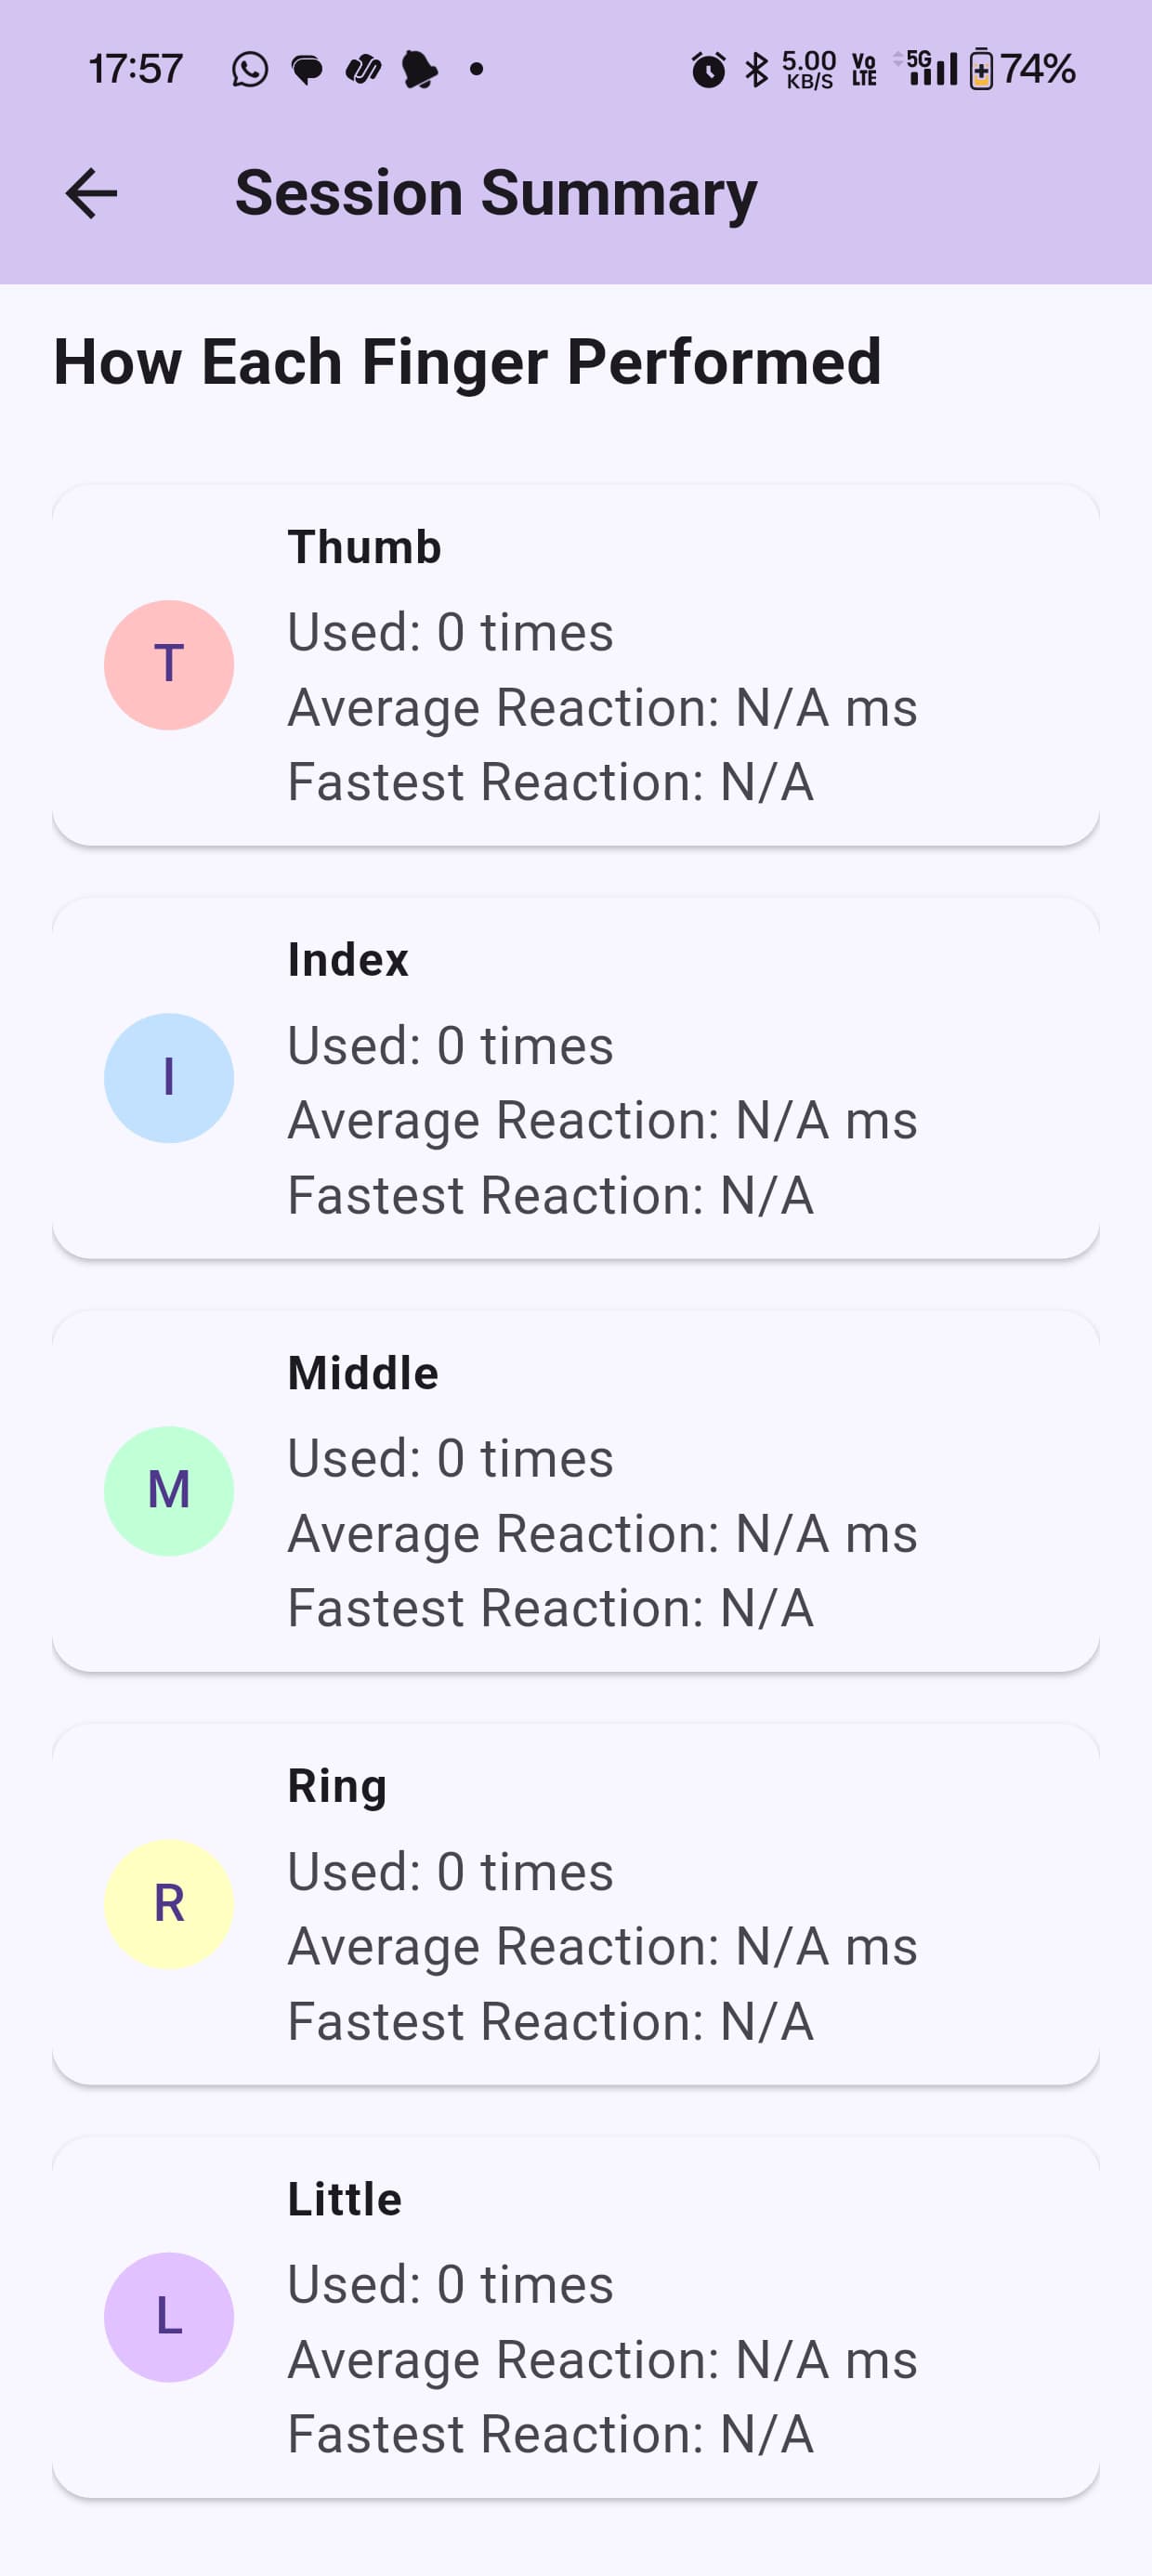 17:57 5.00 KB/S Vo LTE 5G 74%
Session Summary
How Each Finger Performed
Thumb
T
Used: 0 times
Average Reaction: N/A ms
Fastest Reaction: N/A
Index
I
Used: 0 times
Average Reaction: N/A ms
Fastest Reaction: N/A
Middle
M
Used: 0 times
Average Reaction: N/A ms
Fastest Reaction: N/A
Ring
R
Used: 0 times
Average Reaction: N/A ms
Fastest Reaction: N/A
Little
L
Used: 0 times
Average Reaction: N/A ms
Fastest Reaction: N/A